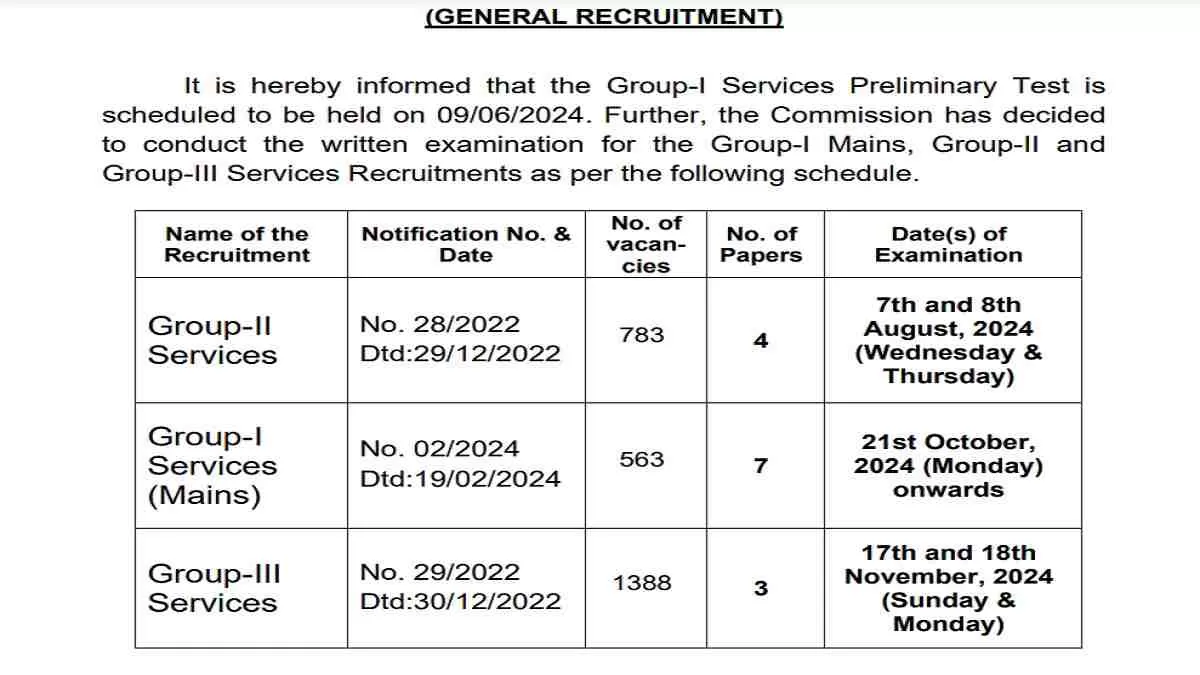 (GENERAL RECRUITMENT)
It is hereby informed that the Group-I Services Preliminary Test is
scheduled to be held on 09/06/2024. Further, the Commission has decided
to conduct the written examination for the Group-I Mains, Group-II and
Group-III Services Recruitments as per the following schedule.
Name of the
Recruitment
Notification No. &
Date
No. of
vacan-
cies
No. of
Papers
Date(s) of
Examination
Group-II
Services
No. 28/2022
Dtd:29/12/2022
783
4
7th and 8th
August, 2024
(Wednesday &
Thursday)
Group-I
Services
(Mains)
No. 02/2024
Dtd:19/02/2024
563
7
21st October,
2024 (Monday)
onwards
Group-III
Services
No. 29/2022
Dtd:30/12/2022
1388
3
17th and 18th
November, 2024
(Sunday &
Monday)